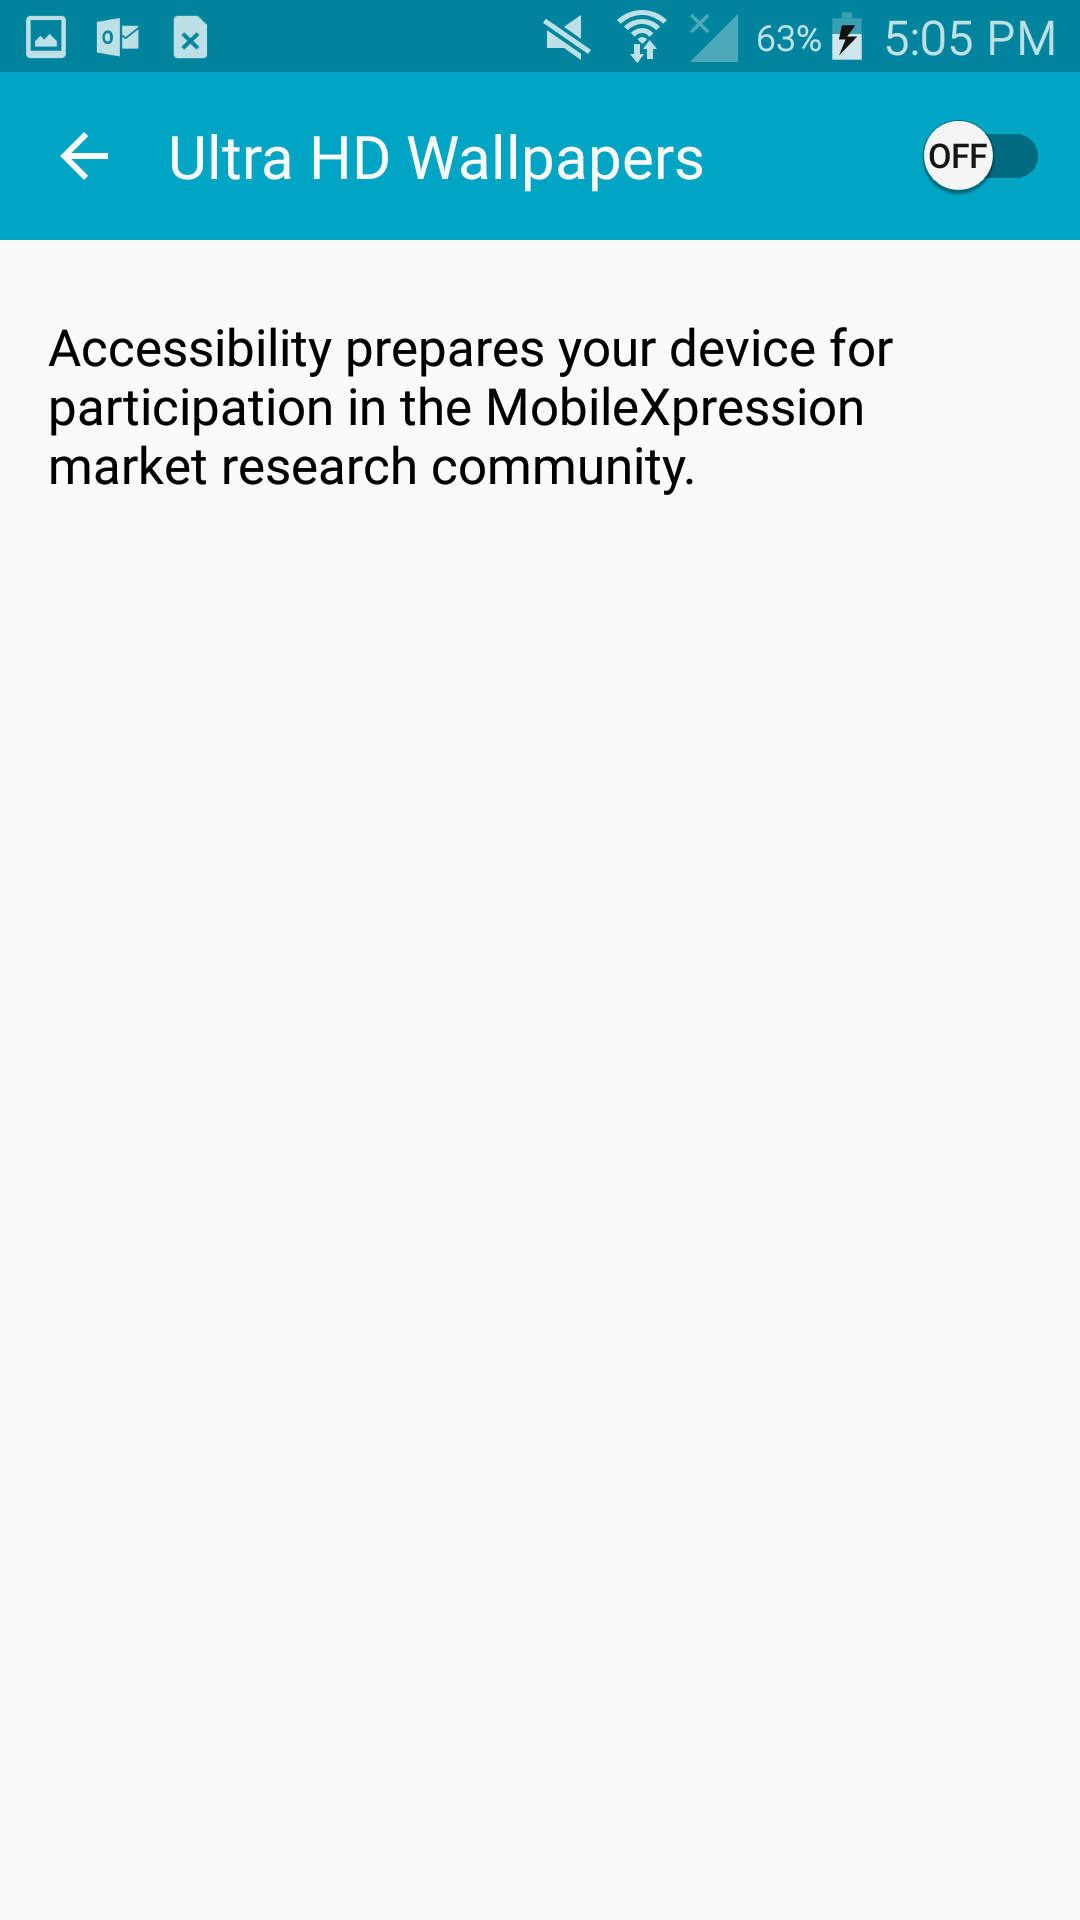 63% 5:05 PM
Ultra HD Wallpapers OFF
Accessibility prepares your device for
participation in the MobileXpression
market research community.